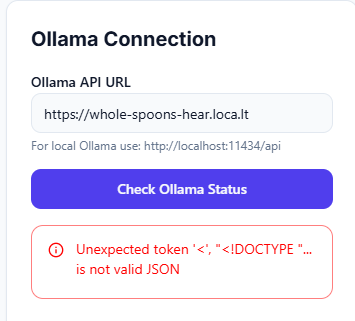 Ollama Connection
Ollama API URL
https://whole-spoons-hear.loca.lt
For local Ollama use: http://localhost:11434/api
Check Ollama Status
Unexpected token '<', "<!DOCTYPE "...
is not valid JSON